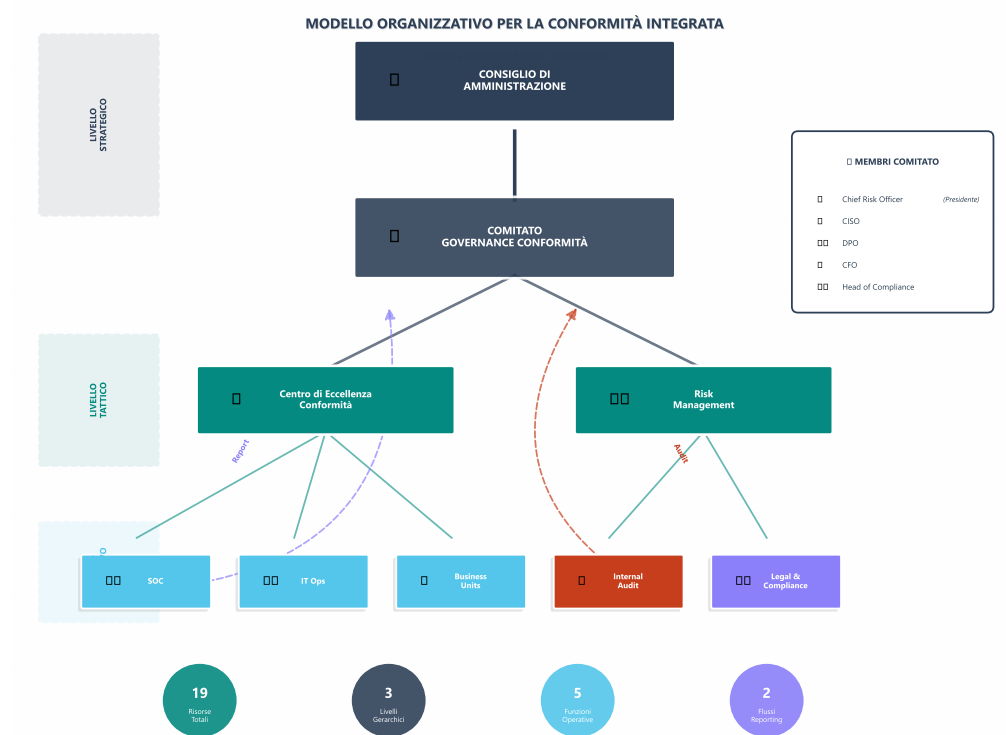 MODELLO ORGANIZZATIVO PER LA CONFORMITÀ INTEGRATA
LIVELLO
STRATEGICO
CONSIGLIO DI
AMMINISTRAZIONE
MEMBRI COMITATO
Chief Risk Officer (Presidente)
CISO
DPO
CFO
Head of Compliance
COMITATO
GOVERNANCE CONFORMITÀ
LIVELLO
TATTICO
Centro di Eccellenza
Conformità
Risk
Management
Report
Audit
SOC
IT Ops
Business
Units
Internal
Audit
Legal &
Compliance
19
Risorse
Totali
3
Livelli
Gerarchici
5
Funzioni
Operative
2
Flussi
Reporting